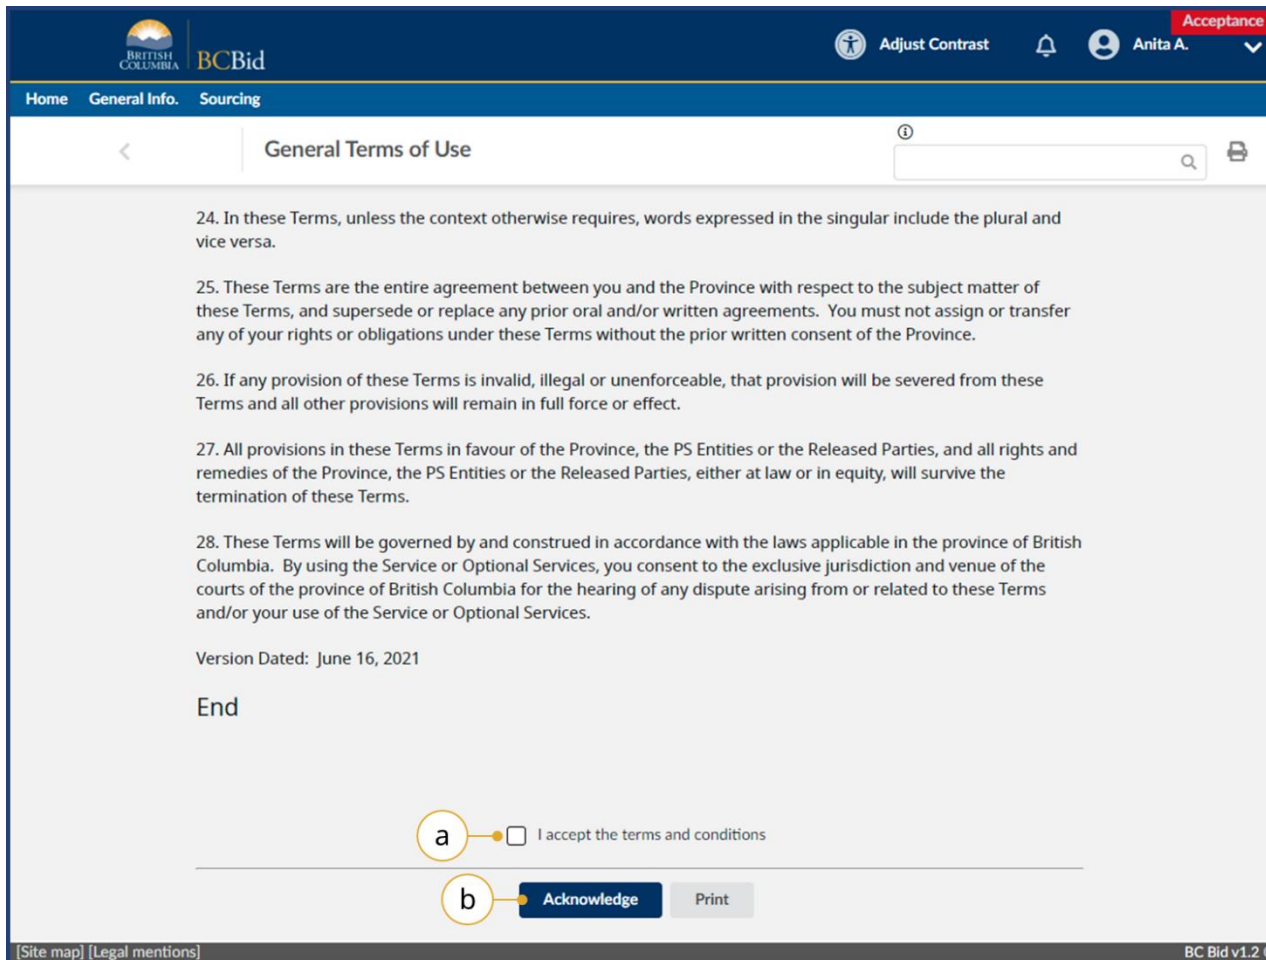 Acceptance
BRITISH
COLUMBIA
BCBid
Adjust Contrast
Anita A.
Home General Info. Sourcing
General Terms of Use
24. In these Terms, unless the context otherwise requires, words expressed in the singular include the plural and
vice versa.
25. These Terms are the entire agreement between you and the Province with respect to the subject matter of
these Terms, and supersede or replace any prior oral and/or written agreements. You must not assign or transfer
any of your rights or obligations under these Terms without the prior written consent of the Province.
26. If any provision of these Terms is invalid, illegal or unenforceable, that provision will be severed from these
Terms and all other provisions will remain in full force or effect.
27. All provisions in these Terms in favour of the Province, the PS Entities or the Released Parties, and all rights and
remedies of the Province, the PS Entities or the Released Parties, either at law or in equity, will survive the
termination of these Terms.
28. These Terms will be governed by and construed in accordance with the laws applicable in the province of British
Columbia. By using the Service or Optional Services, you consent to the exclusive jurisdiction and venue of the
courts of the province of British Columbia for the hearing of any dispute arising from or related to these Terms
and/or your use of the Service or Optional Services.
Version Dated: June 16, 2021
End
a I accept the terms and conditions
b Acknowledge Print
[Site map] [Legal mentions] BC Bid v1.2